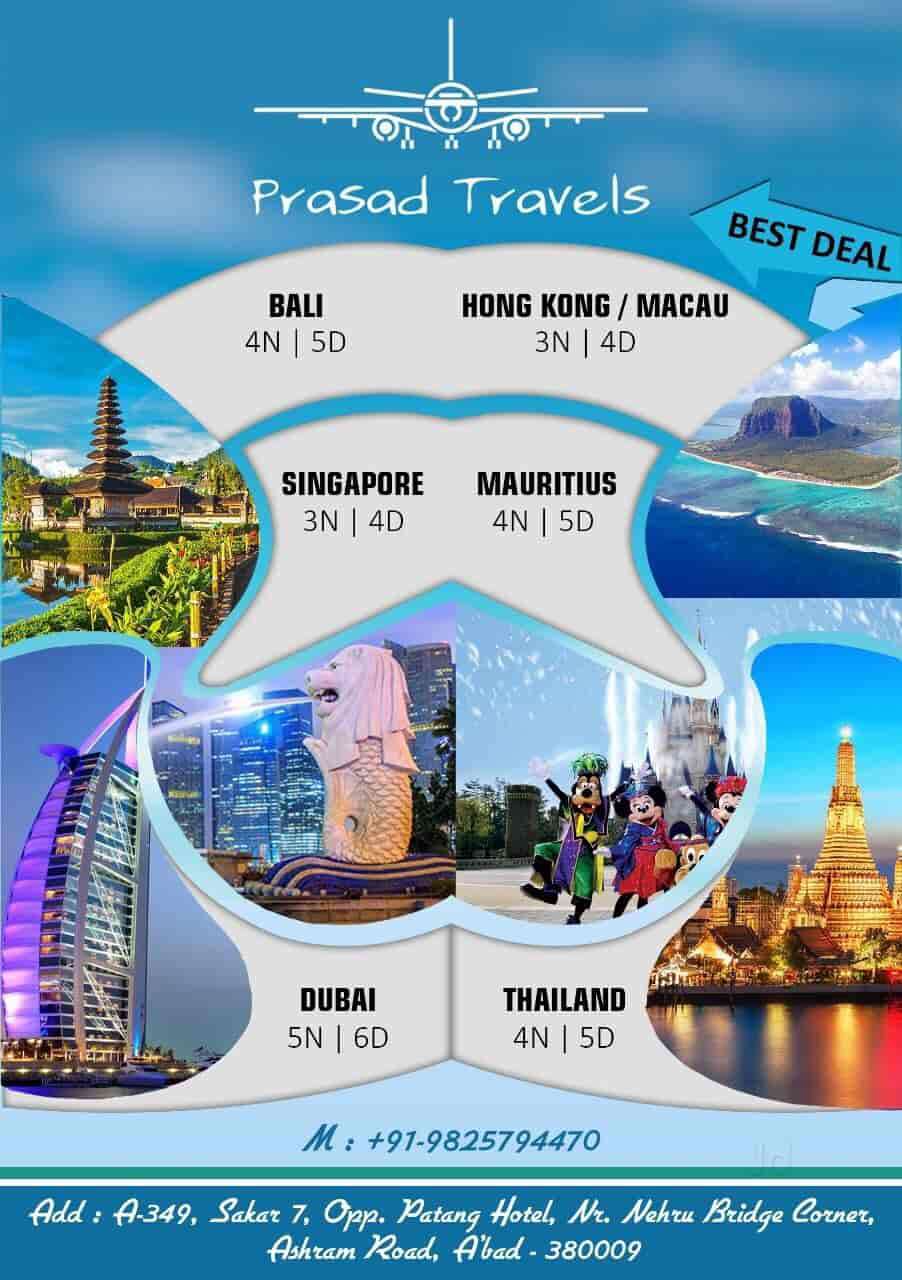 Prasad Travels
BEST DEAL
BALI
4N | 5D
HONG KONG / MACAU
3N | 4D
SINGAPORE
3N | 4D
MAURITIUS
4N | 5D
DUBAI
5N | 6D
THAILAND
4N | 5D
M : +91-9825794470
Jd
Add : A-349, Sakar 7, Opp. Patang Hotel, Nr. Nehru Bridge Corner,
Ashram Road, A'bad - 380009